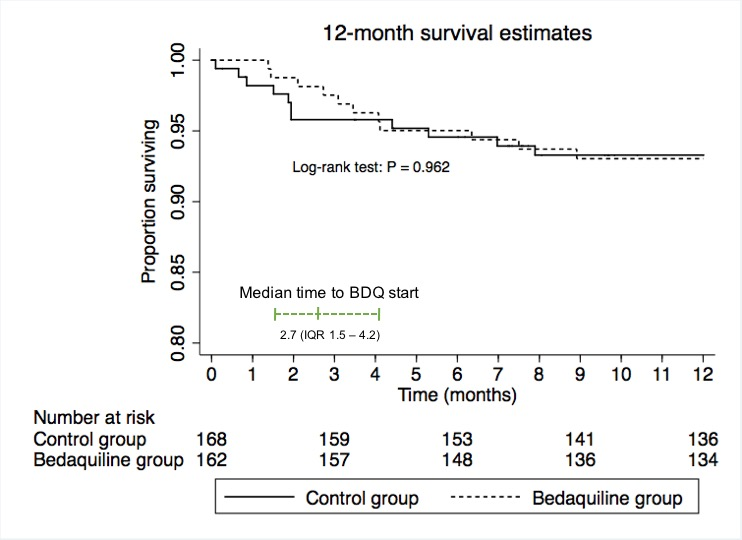 12-month survival estimates
1.00
0.95
0.90
0.85
0.80
Proportion surviving
Log-rank test: P = 0.962
Median time to BDQ start
2.7 (IQR 1.5 – 4.2)
0 1 2 3 4 5 6 7 8 9 10 11 12
Time (months)
Number at risk
Control group 168 159 153 141 136
Bedaquiline group 162 157 148 136 134
Control group Bedaquiline group